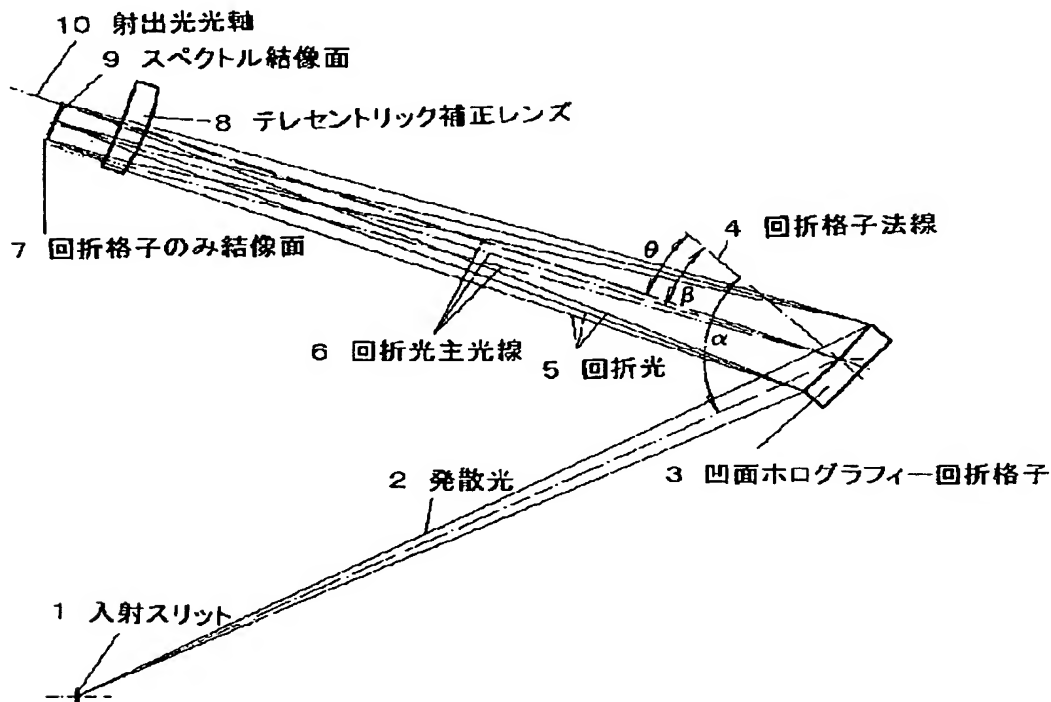 10 射出光光軸
9 スペクトル結像面
8 テレセントリック補正レンズ
7 回折格子のみ結像面
4 回折格子法線
θ
β
α
6 回折光主光線
5 回折光
3 凹面ホログラフィー回折格子
2 発散光
1 入射スリット